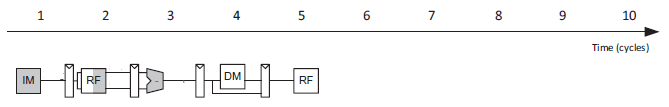 1 2 3 4 5 6 7 8 9 10
Time (cycles)
IM RF - DM RF